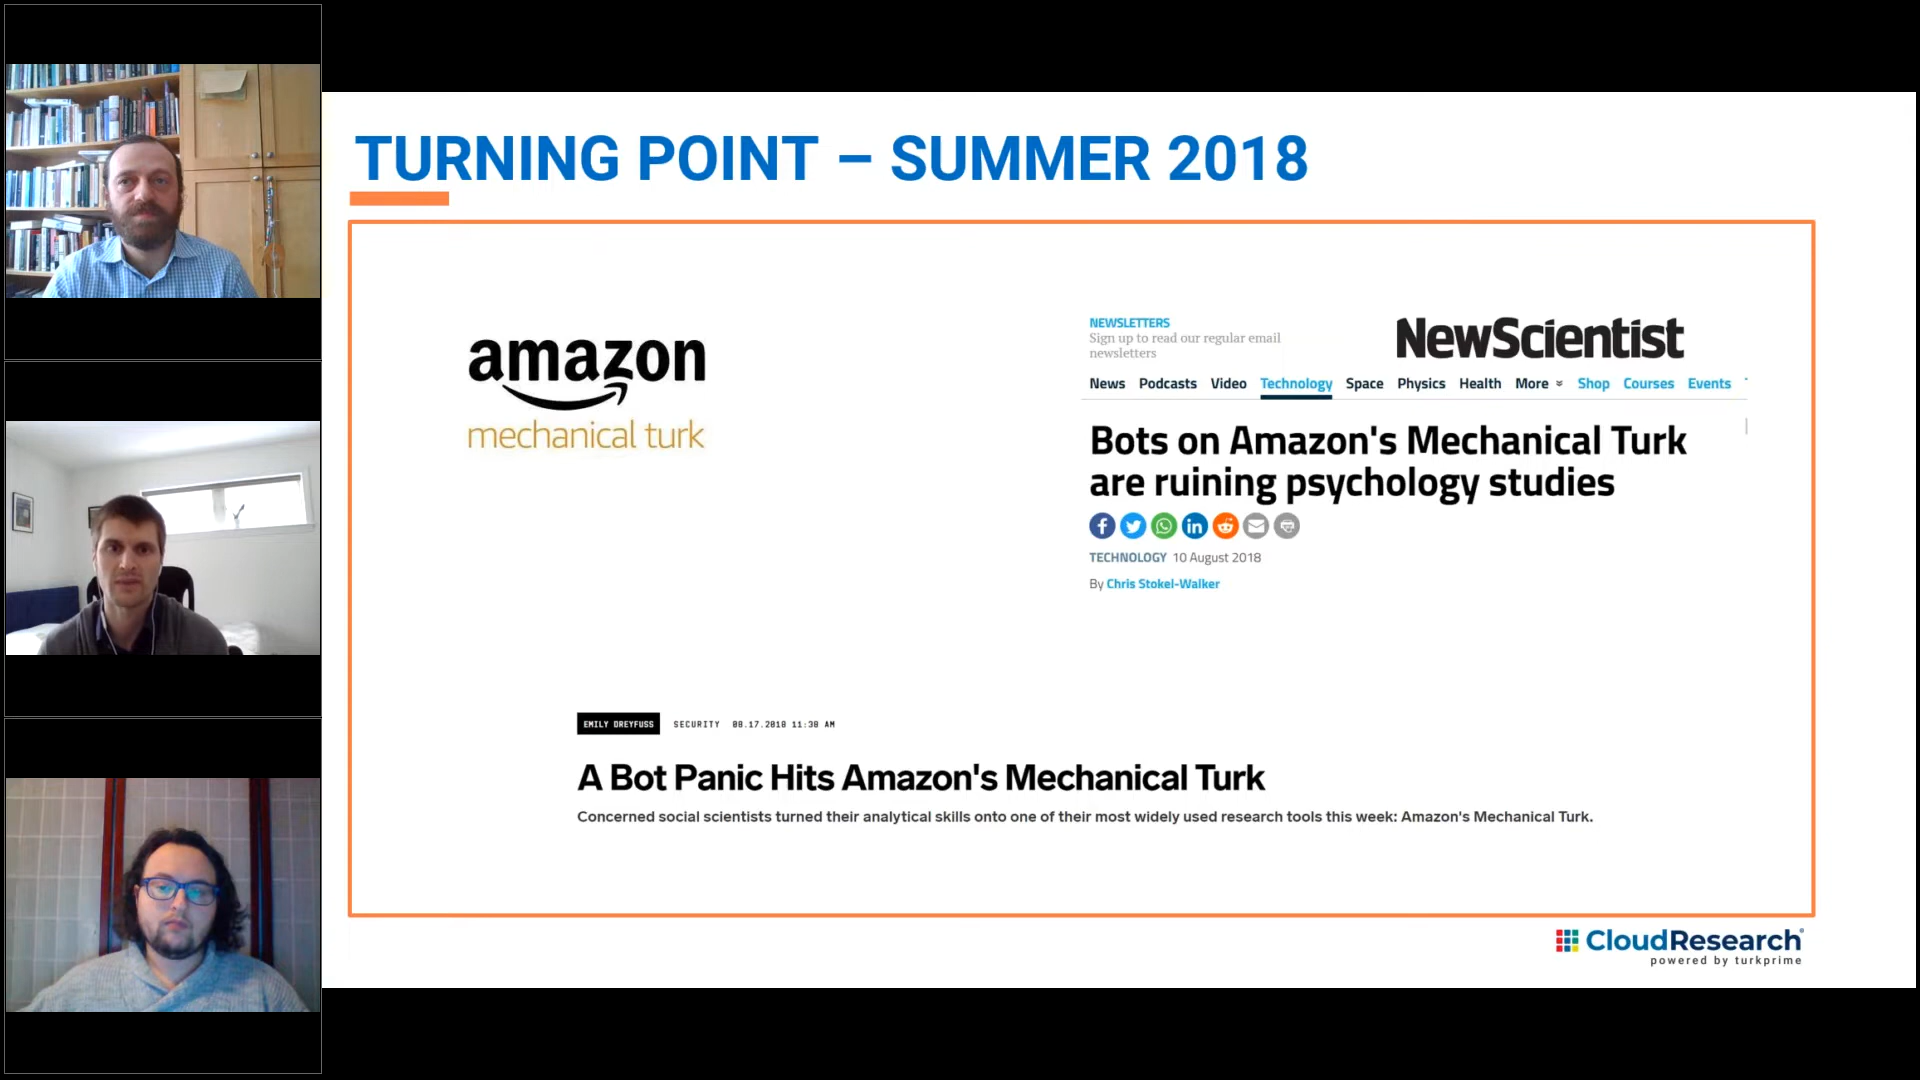 TURNING POINT – SUMMER 2018
amazon
mechanical turk
NEWSLETTERS
Sign up to read our regular email
newsletters
NewScientist
News Podcasts Video Technology Space Physics Health More Shop Courses Events
Bots on Amazon's Mechanical Turk
are ruining psychology studies
TECHNOLOGY 10 August 2018
By Chris Stokel-Walker
EMILY DREYFUSS SECURITY 08.17.2018 11:30 AM
A Bot Panic Hits Amazon's Mechanical Turk
Concerned social scientists turned their analytical skills onto one of their most widely used research tools this week: Amazon's Mechanical Turk.
CloudResearch
powered by turkprime